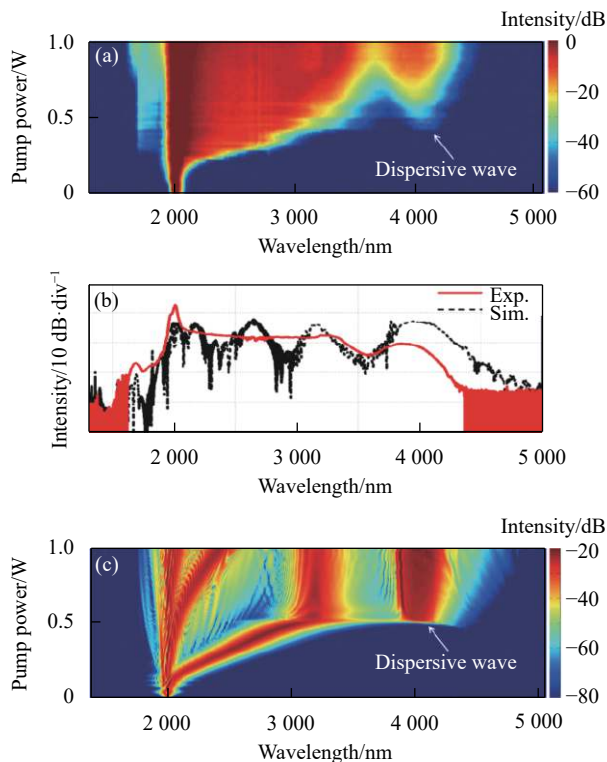 Intensity/dB
(a)
Pump power/W
1.0
0.5
0
0
−20
−40
−60
Dispersive wave
2 000 3 000 4 000 5 000
Wavelength/nm
(b)
Intensity/10 dB·div−1
Exp.
Sim.
2 000 3 000 4 000 5 000
Wavelength/nm
Intensity/dB
(c)
Pump power/W
1.0
0.5
0
−20
−40
−60
−80
Dispersive wave
2 000 3 000 4 000 5 000
Wavelength/nm